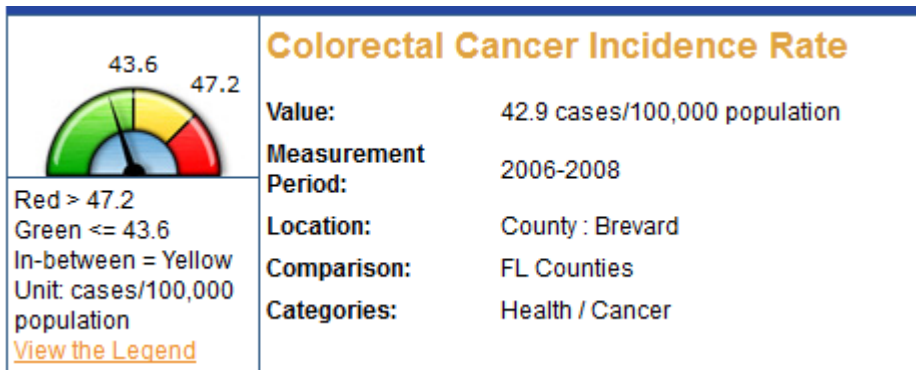 43.6
47.2
Red > 47.2
Green <= 43.6
In-between = Yellow
Unit: cases/100,000
population
View the Legend
Colorectal Cancer Incidence Rate
Value: 42.9 cases/100,000 population
Measurement
Period: 2006-2008
Location: County : Brevard
Comparison: FL Counties
Categories: Health / Cancer